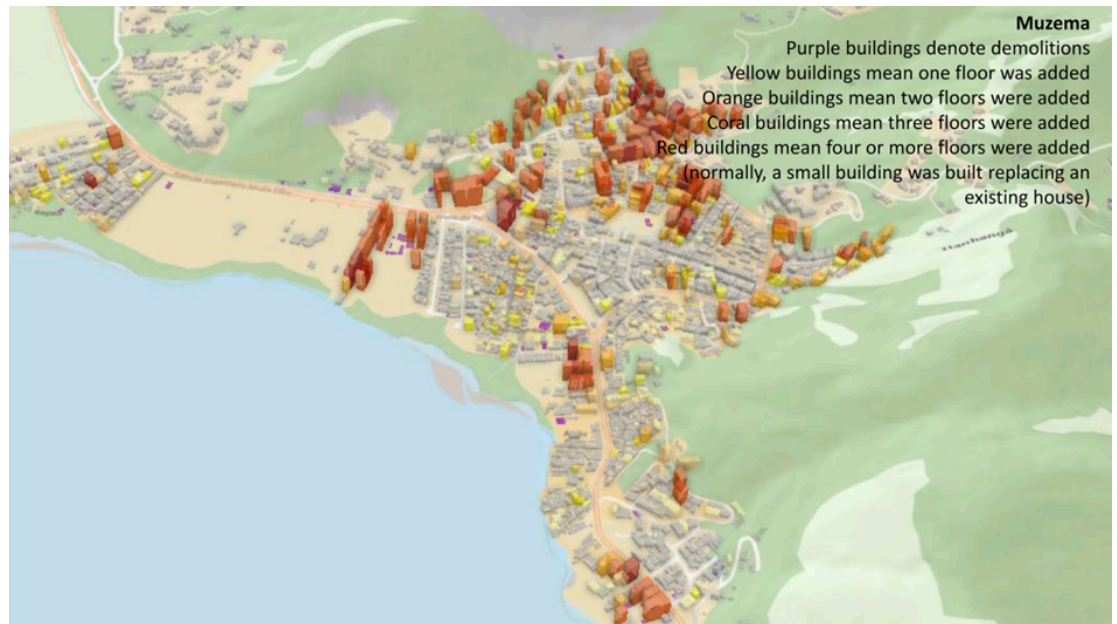 Muzema
Purple buildings denote demolitions
Yellow buildings mean one floor was added
Orange buildings mean two floors were added
Coral buildings mean three floors were added
Red buildings mean four or more floors were added
(normally, a small building was built replacing an
existing house)
Itanhangá